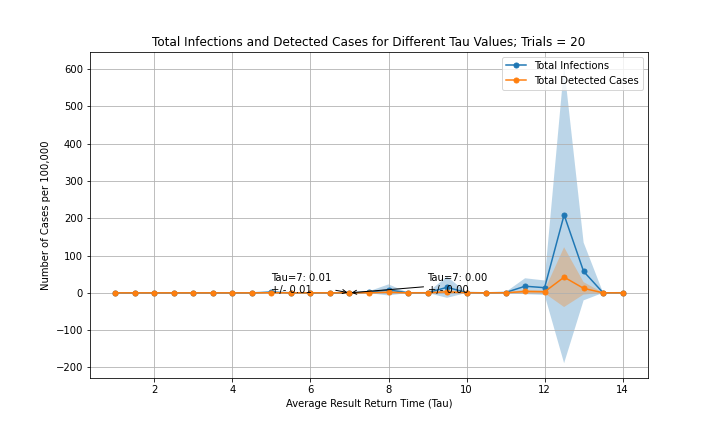 Total Infections and Detected Cases for Different Tau Values; Trials = 20
Total Infections
Total Detected Cases
Number of Cases per 100,000
600
500
400
300
200
100
0
−100
−200
Tau=7: 0.01
+/- 0.01
Tau=7: 0.00
+/- 0.00
2 4 6 8 10 12 14
Average Result Return Time (Tau)